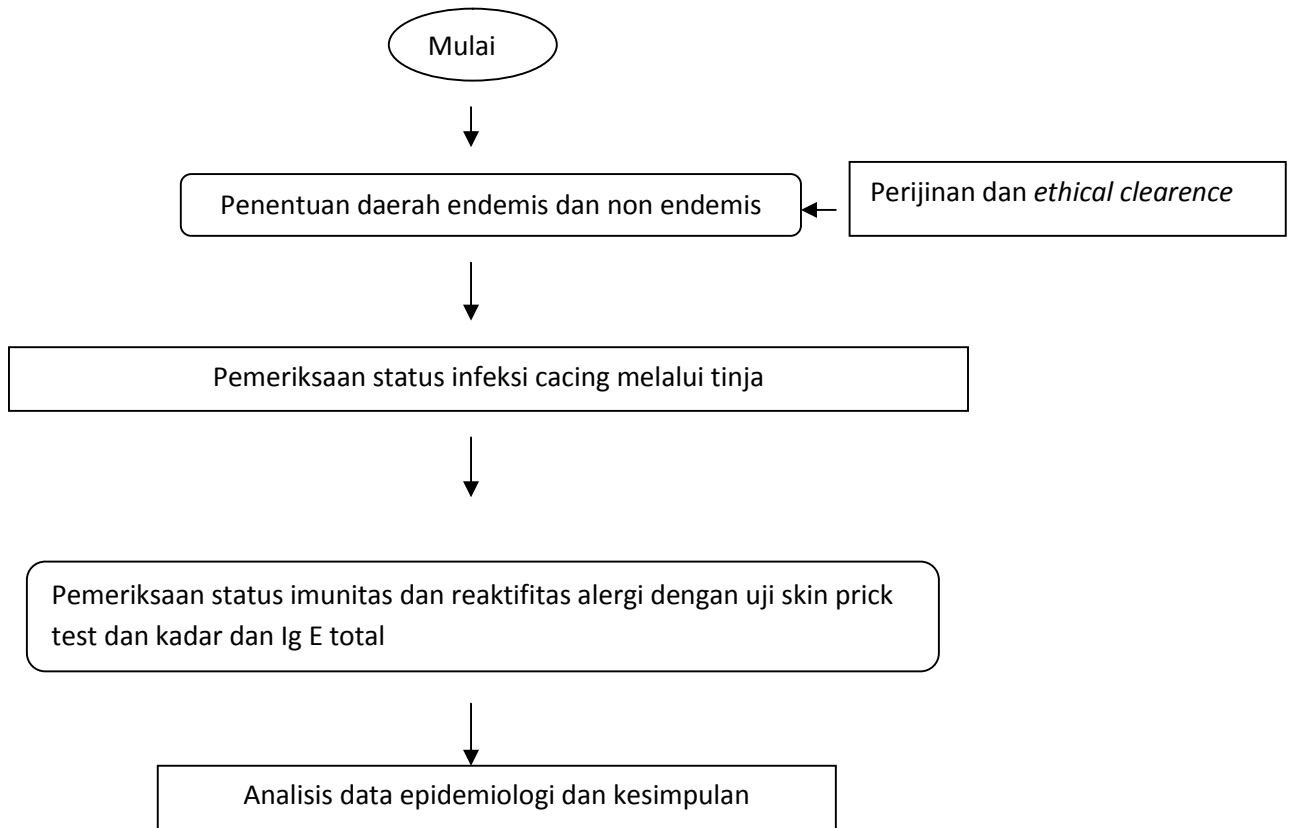 Mulai
Penentuan daerah endemis dan non endemis
Perijinan dan ethical clearence
Pemeriksaan status infeksi cacing melalui tinja
Pemeriksaan status imunitas dan reaktifitas alergi dengan uji skin prick
test dan kadar dan Ig E total
Analisis data epidemiologi dan kesimpulan